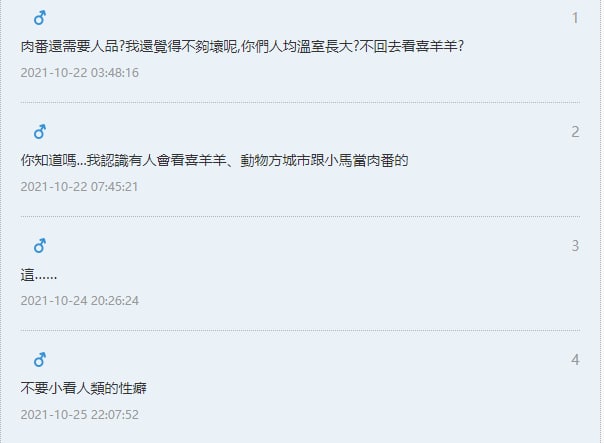 1
肉番還需要人品?我還覺得不夠壞呢,你們人均溫室長大?不回去看喜羊羊?
2021-10-22 03:48:16
2
你知道嗎...我認識有人會看喜羊羊、動物方城市跟小馬當肉番的
2021-10-22 07:45:21
3
這……
2021-10-24 20:26:24
4
不要小看人類的性癖
2021-10-25 22:07:52